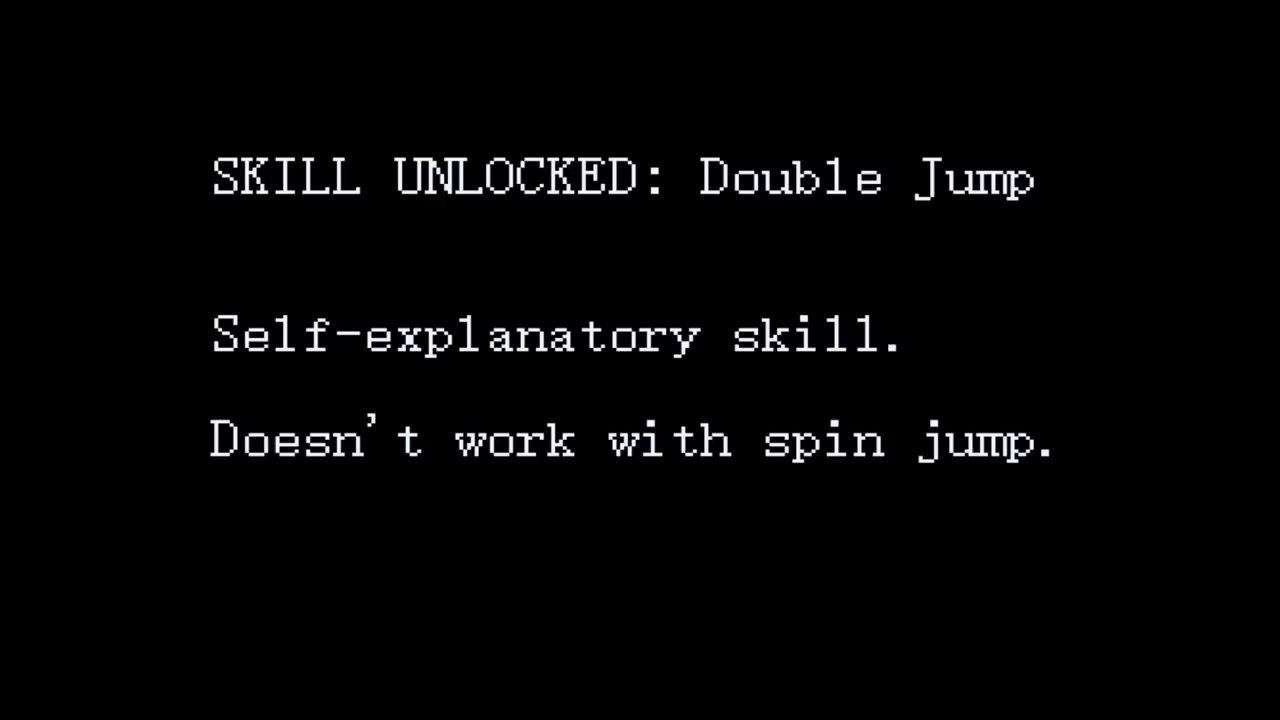 SKILL UNLOCKED: Double Jump
Self-explanatory skill.
Doesn't work with spin jump.